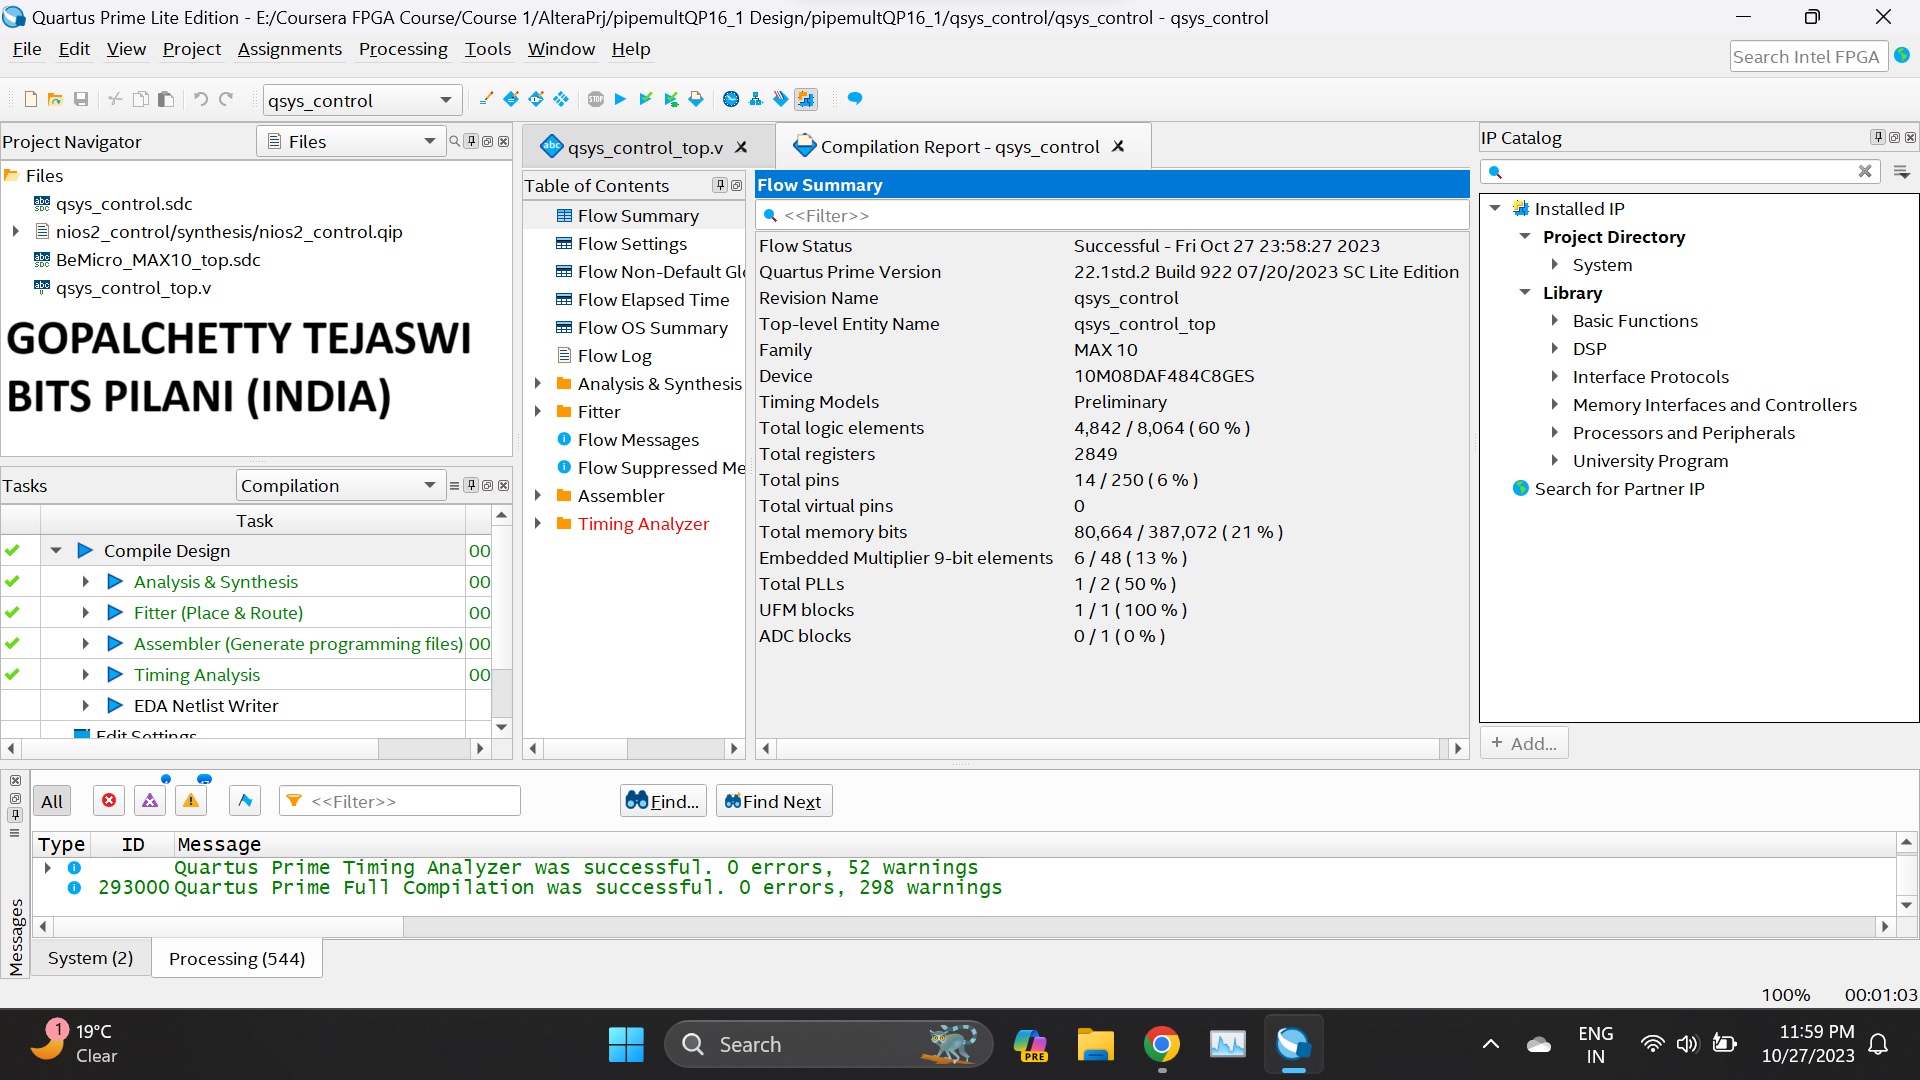 Quartus Prime Lite Edition - E:/Coursera FPGA Course/Course 1/AlteraPrj/pipemultQP16_1 Design/pipemultQP16_1/qsys_control/qsys_control - qsys_control
File Edit View Project Assignments Processing Tools Window Help
Search Intel FPGA
qsys_control
Project Navigator
Files
Files
qsys_control.sdc
nios2_control/synthesis/nios2_control.qip
BeMicro_MAX10_top.sdc
qsys_control_top.v
GOPALCHETTY TEJASWI
BITS PILANI (INDIA)
Tasks
Compilation
Task
Compile Design 00
Analysis & Synthesis 00
Fitter (Place & Route) 00
Assembler (Generate programming files) 00
Timing Analysis 00
EDA Netlist Writer
Edit Settings
qsys_control_top.v
Compilation Report - qsys_control
Table of Contents
Flow Summary
Flow Settings
Flow Non-Default Gl
Flow Elapsed Time
Flow OS Summary
Flow Log
Analysis & Synthesis
Fitter
Flow Messages
Flow Suppressed Me
Assembler
Timing Analyzer
Flow Summary
<<Filter>>
Flow Status Successful - Fri Oct 27 23:58:27 2023
Quartus Prime Version 22.1std.2 Build 922 07/20/2023 SC Lite Edition
Revision Name qsys_control
Top-level Entity Name qsys_control_top
Family MAX 10
Device 10M08DAF484C8GES
Timing Models Preliminary
Total logic elements 4,842 / 8,064 ( 60 % )
Total registers 2849
Total pins 14 / 250 ( 6 % )
Total virtual pins 0
Total memory bits 80,664 / 387,072 ( 21 % )
Embedded Multiplier 9-bit elements 6 / 48 ( 13 % )
Total PLLs 1 / 2 ( 50 % )
UFM blocks 1 / 1 ( 100 % )
ADC blocks 0 / 1 ( 0 % )
IP Catalog
Installed IP
Project Directory
System
Library
Basic Functions
DSP
Interface Protocols
Memory Interfaces and Controllers
Processors and Peripherals
University Program
Search for Partner IP
+ Add...
Messages
All
<<Filter>>
Find...
Find Next
Type ID Message
Quartus Prime Timing Analyzer was successful. 0 errors, 52 warnings
293000 Quartus Prime Full Compilation was successful. 0 errors, 298 warnings
System (2)
Processing (544)
100% 00:01:03
1
19°C
Clear
Search
PRE
ENG
IN
11:59 PM
10/27/2023